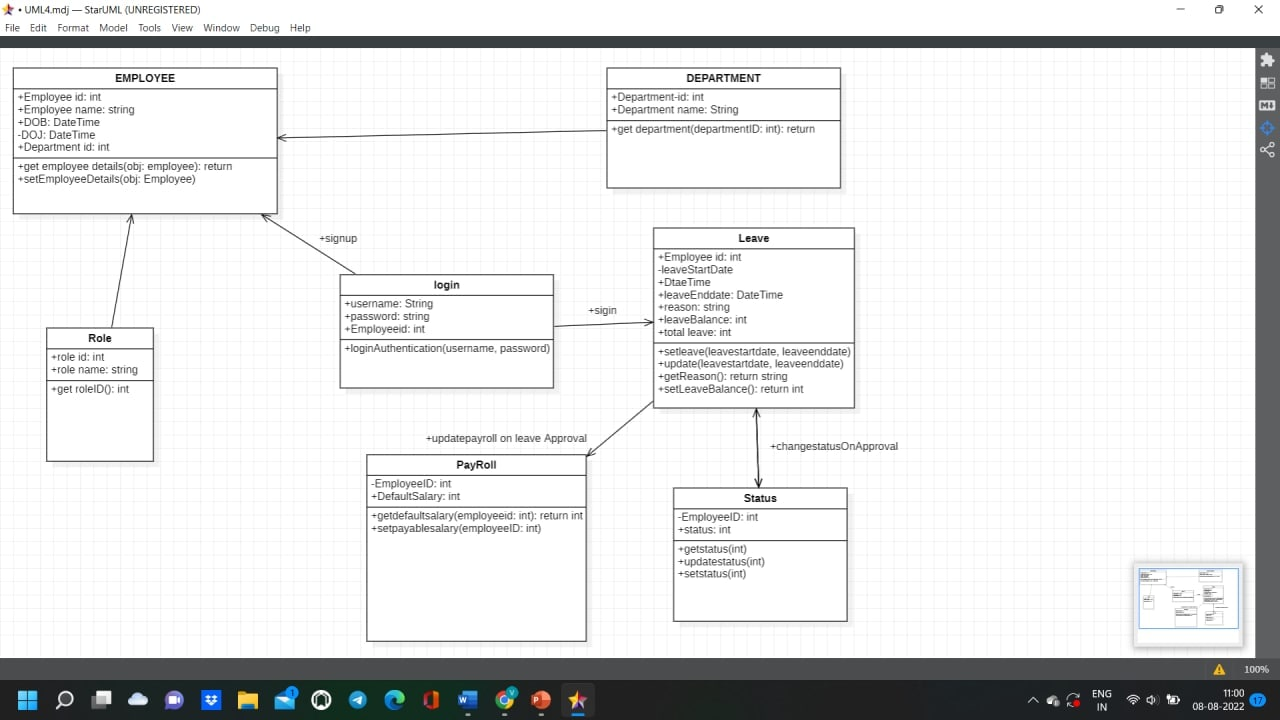 • UML4.mdj — StarUML (UNREGISTERED)
File Edit Format Model Tools View Window Debug Help
EMPLOYEE
+Employee id: int
+Employee name: string
+DOB: DateTime
-DOJ: DateTime
+Department id: int
+get employee details(obj: employee): return
+setEmployeeDetails(obj: Employee)
DEPARTMENT
+Department-id: int
+Department name: String
+get department(departmentID: int): return
+signup
login
+username: String
+password: string
+Employeeid: int
+loginAuthentication(username, password)
+sigin
Leave
+Employee id: int
-leaveStartDate
+DtaeTime
+leaveEnddate: DateTime
+reason: string
+leaveBalance: int
+total leave: int
+setleave(leavestartdate, leaveenddate)
+update(leavestartdate, leaveenddate)
+getReason(): return string
+setLeaveBalance(): return int
Role
+role id: int
+role name: string
+get roleID(): int
+updatepayroll on leave Approval
+changestatusOnApproval
PayRoll
-EmployeeID: int
+DefaultSalary: int
+getdefaultsalary(employeeid: int): return int
+setpayablesalary(employeeID: int)
Status
-EmployeeID: int
+status: int
+getstatus(int)
+updatestatus(int)
+setstatus(int)
100%
ENG
IN
11:00
08-08-2022
17